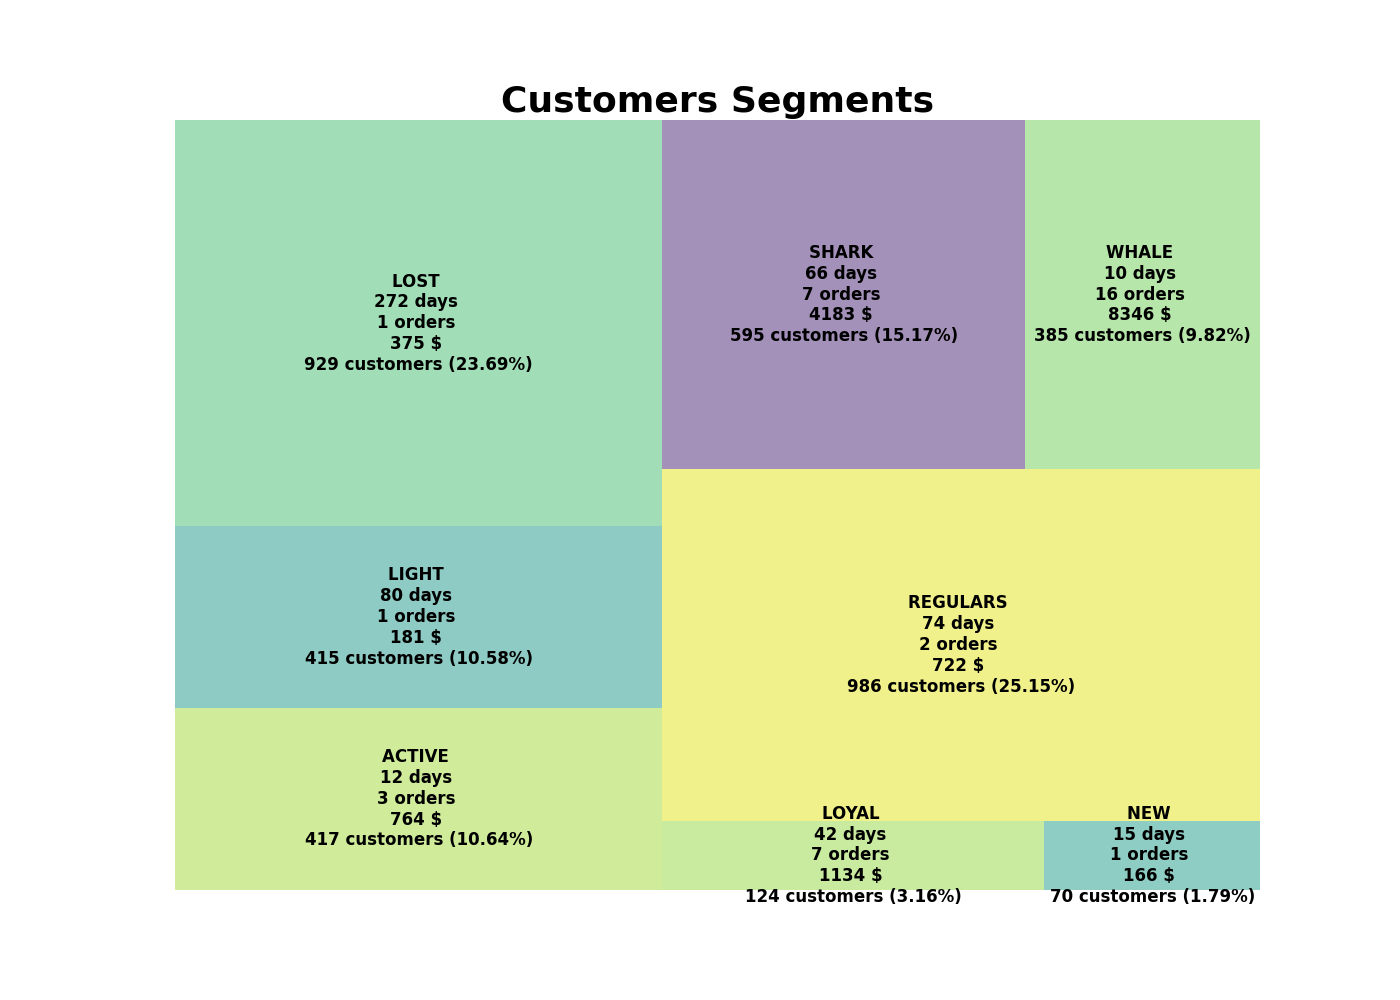 Customers Segments
LOST
272 days
1 orders
375 $
929 customers (23.69%)
SHARK
66 days
7 orders
4183 $
595 customers (15.17%)
WHALE
10 days
16 orders
8346 $
385 customers (9.82%)
LIGHT
80 days
1 orders
181 $
415 customers (10.58%)
REGULARS
74 days
2 orders
722 $
986 customers (25.15%)
ACTIVE
12 days
3 orders
764 $
417 customers (10.64%)
LOYAL
42 days
7 orders
1134 $
124 customers (3.16%)
NEW
15 days
1 orders
166 $
70 customers (1.79%)